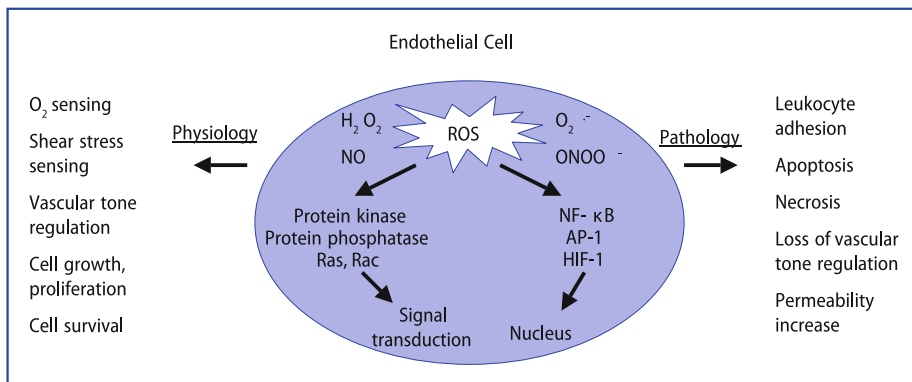 Endothelial Cell
O₂ sensing
Shear stress
sensing
Vascular tone
regulation
Cell growth,
proliferation
Cell survival
Physiology
H₂ O₂
NO
ROS
O₂ ·⁻
ONOO ⁻
Protein kinase
Protein phosphatase
Ras, Rac
Signal
transduction
NF- κB
AP-1
HIF-1
Nucleus
Pathology
Leukocyte
adhesion
Apoptosis
Necrosis
Loss of vascular
tone regulation
Permeability
increase